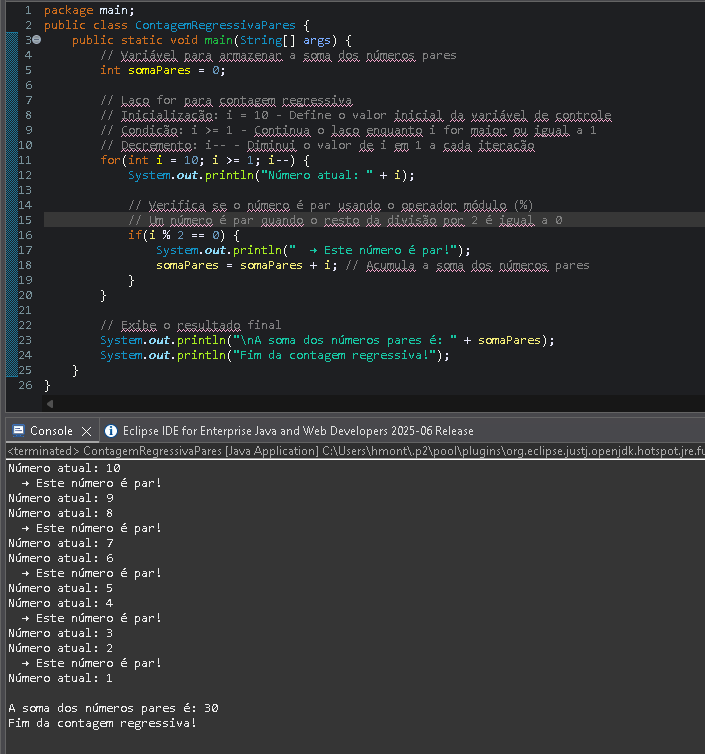 1 package main;
2 public class ContagemRegressivaPares {
3 public static void main(String[] args) {
4 // Variável para armazenar a soma dos números pares
5 int somaPares = 0;
6
7 // Laço for para contagem regressiva
8 // Inicialização: i = 10 - Define o valor inicial da variável de controle
9 // Condição: i >= 1 - Continua o laço enquanto i for maior ou igual a 1
10 // Decremento: i-- - Diminui o valor de i em 1 a cada iteração
11 for(int i = 10; i >= 1; i--) {
12 System.out.println("Número atual: " + i);
13
14 // Verifica se o número é par usando o operador módulo (%)
15 // Um número é par quando o resto da divisão por 2 é igual a 0
16 if(i % 2 == 0) {
17 System.out.println("  → Este número é par!");
18 somaPares = somaPares + i; // Acumula a soma dos números pares
19 }
20 }
21
22 // Exibe o resultado final
23 System.out.println("\nA soma dos números pares é: " + somaPares);
24 System.out.println("Fim da contagem regressiva!");
25 }
26 }
Console Eclipse IDE for Enterprise Java and Web Developers 2025-06 Release
<terminated> ContagemRegressivaPares [Java Application] C:\Users\hmont\.p2\pool\plugins\org.eclipse.justj.openjdk.hotspot.jre.fu
Número atual: 10
→ Este número é par!
Número atual: 9
Número atual: 8
→ Este número é par!
Número atual: 7
Número atual: 6
→ Este número é par!
Número atual: 5
Número atual: 4
→ Este número é par!
Número atual: 3
Número atual: 2
→ Este número é par!
Número atual: 1

A soma dos números pares é: 30
Fim da contagem regressiva!